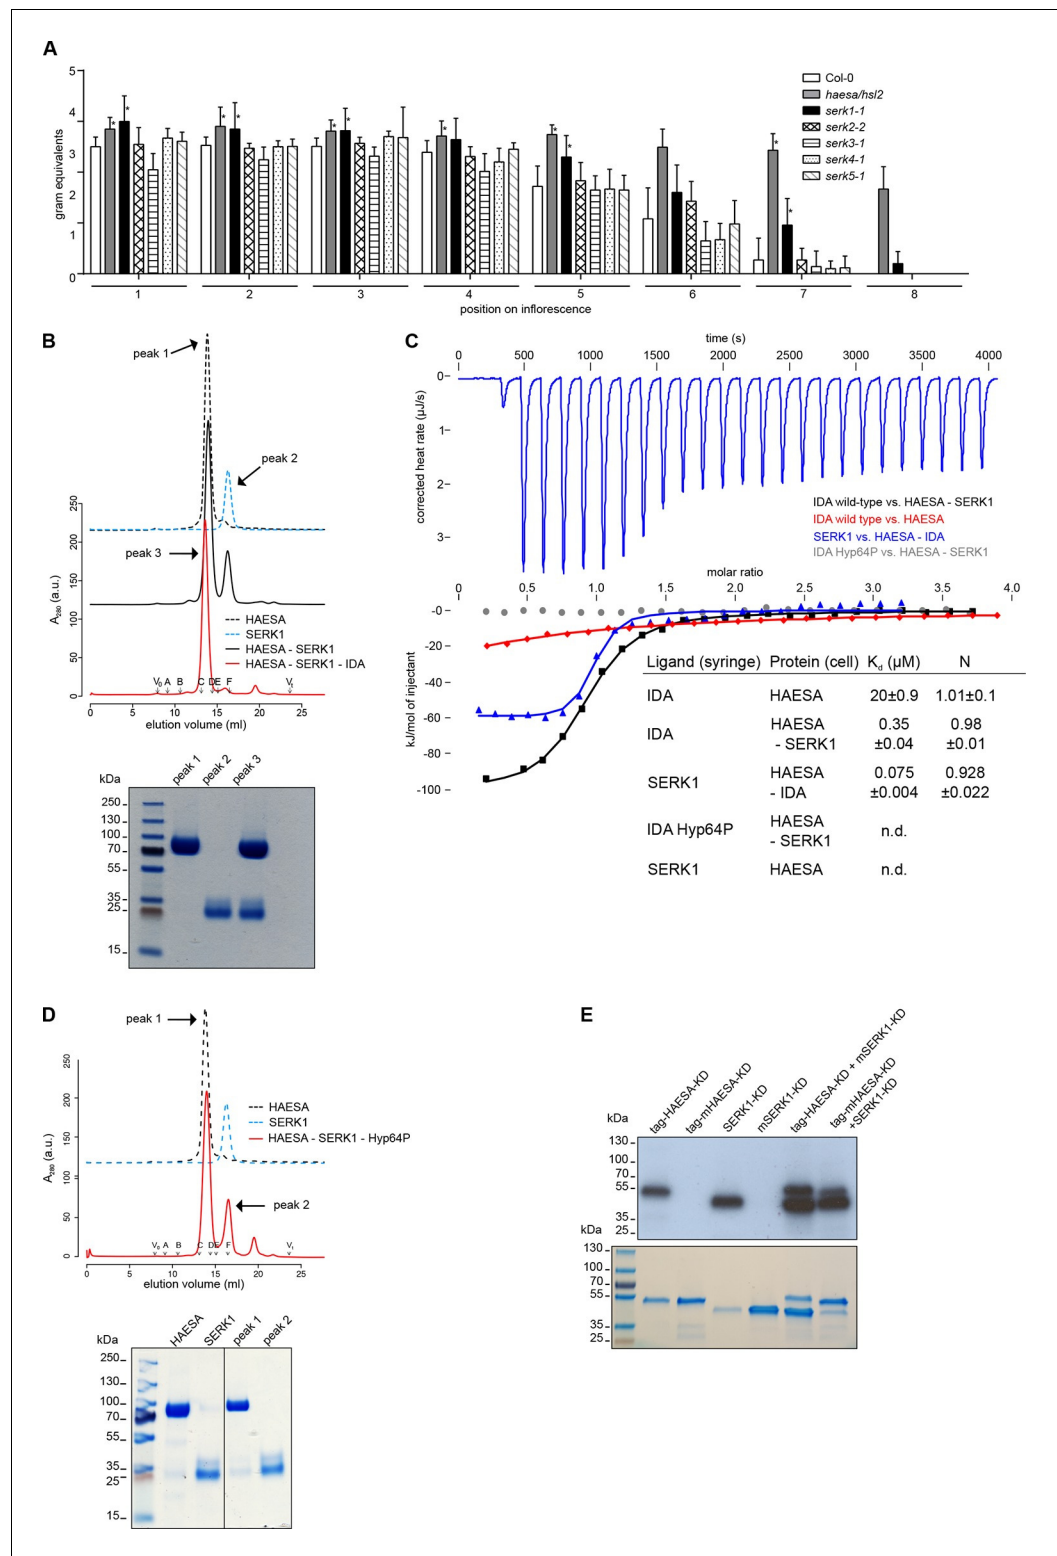 A
5
4
3
2
1
0
gram equivalents
Col-0
haesa/hsl2
serk1-1
serk2-2
serk3-1
serk4-1
serk5-1
* * * * * * * * * * *
1 2 3 4 5 6 7 8
position on inflorescence
B
peak 1
peak 2
peak 3
A280 (a.u.)
250
200
150
100
50
0
HAESA
SERK1
HAESA - SERK1
HAESA - SERK1 - IDA
V0 A B C D E F Vt
0 5 10 15 20 25
elution volume (ml)
kDa peak 1 peak 2 peak 3
250
130
100
70
55
35
25
15
C
time (s)
0 500 1000 1500 2000 2500 3000 3500 4000
corrected heat rate (µJ/s)
0
1
2
3
IDA wild-type vs. HAESA - SERK1
IDA wild type vs. HAESA
SERK1 vs. HAESA - IDA
IDA Hyp64P vs. HAESA - SERK1
molar ratio
0 0.5 1.0 1.5 2.0 2.5 3.0 3.5 4.0
kJ/mol of injectant
-0
-20
-40
-60
-80
-100
Ligand (syringe) Protein (cell) Kd (µM) N
IDA HAESA 20±0.9 1.01±0.1
IDA HAESA - SERK1 0.35 ±0.04 0.98 ±0.01
SERK1 HAESA - IDA 0.075 ±0.004 0.928 ±0.022
IDA Hyp64P HAESA - SERK1 n.d.
SERK1 HAESA n.d.
D
peak 1
peak 2
A280 (a.u.)
250
200
150
100
50
0
HAESA
SERK1
HAESA - SERK1 - Hyp64P
V0 A B C D E F Vt
0 5 10 15 20 25
elution volume (ml)
kDa HAESA SERK1 peak 1 peak 2
250
130
100
70
55
35
25
15
E
tag-HAESA-KD
tag-mHAESA-KD
SERK1-KD
mSERK1-KD
tag-HAESA-KD + mSERK1-KD
tag-mHAESA-KD
+SERK1-KD
kDa
130
100
70
55
35
25
kDa
130
100
70
55
35
25